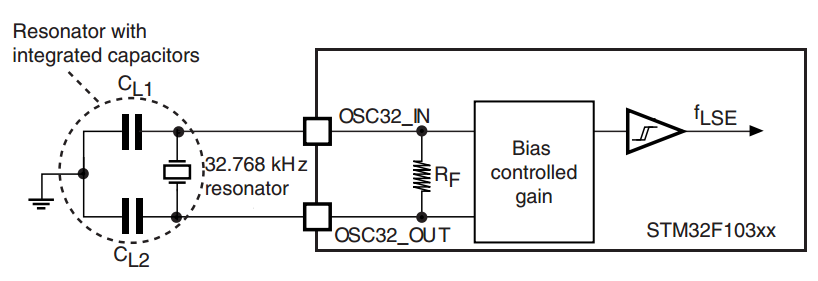 Resonator with
integrated capacitors
CL1
OSC32_IN
fLSE
Bias
controlled
gain
32.768 kHz
resonator
RF
STM32F103xx
OSC32_OUT
CL2